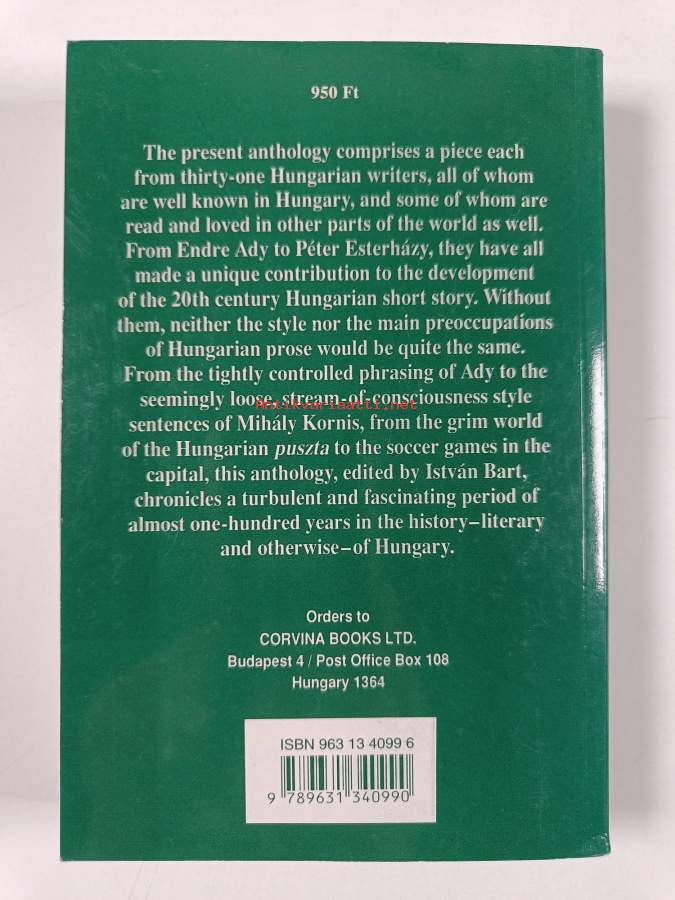 950 Ft
The present anthology comprises a piece each
from thirty-one Hungarian writers, all of whom
are well known in Hungary, and some of whom are
read and loved in other parts of the world as well.
From Endre Ady to Péter Esterházy, they have all
made a unique contribution to the development
of the 20th century Hungarian short story. Without
them, neither the style nor the main preoccupations
of Hungarian prose would be quite the same.
From the tightly controlled phrasing of Ady to the
seemingly loose, stream-of-consciousness style
Antikvarisatti.net
sentences of Mihály Kornis, from the grim world
of the Hungarian puszta to the soccer games in the
capital, this anthology, edited by István Bart,
chronicles a turbulent and fascinating period of
almost one-hundred years in the history–literary
and otherwise–of Hungary.
Orders to
CORVINA BOOKS LTD.
Budapest 4 / Post Office Box 108
Hungary 1364
ISBN 963 13 4099 6
9 789631 340990